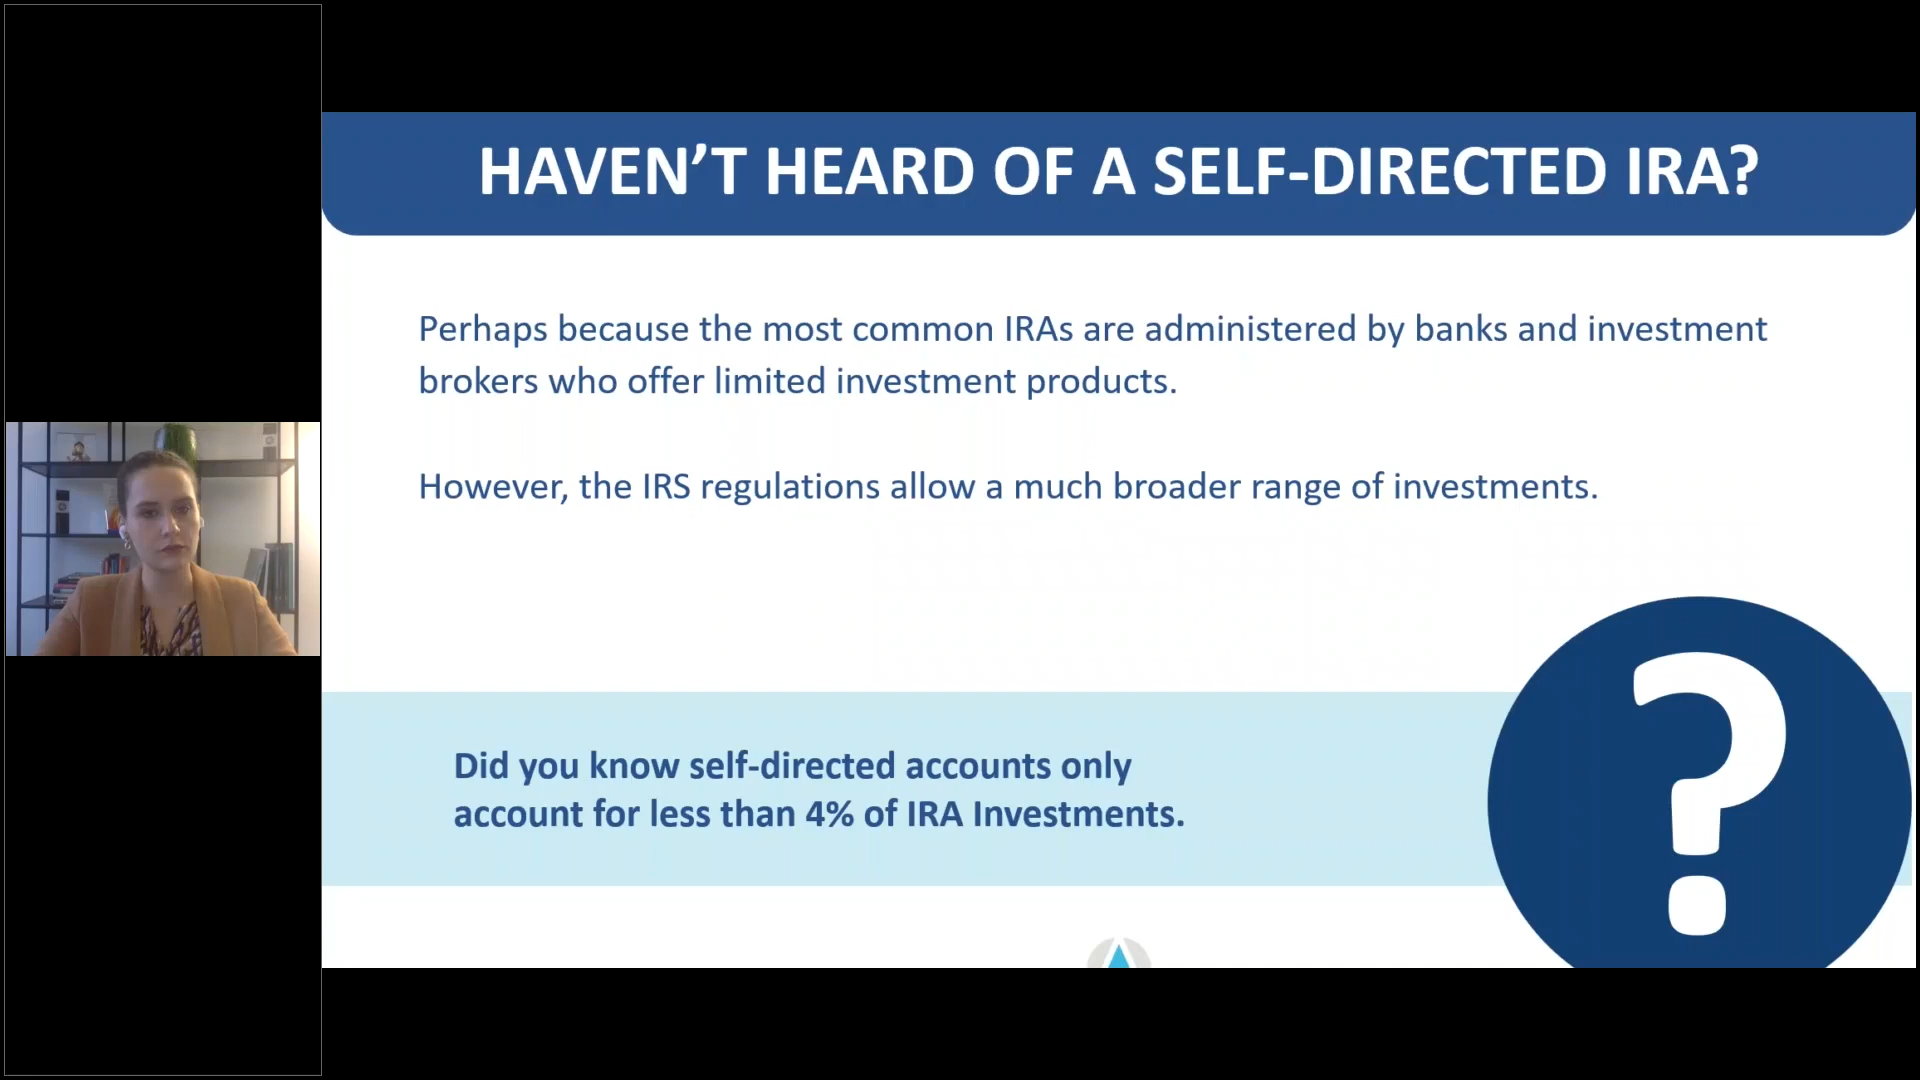 HAVEN’T HEARD OF A SELF-DIRECTED IRA?
Perhaps because the most common IRAs are administered by banks and investment
brokers who offer limited investment products.
However, the IRS regulations allow a much broader range of investments.
Did you know self-directed accounts only
account for less than 4% of IRA Investments.
?